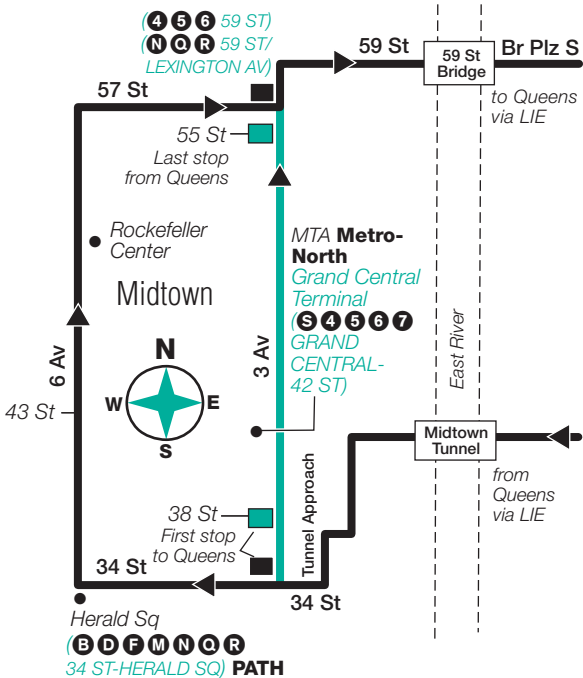 (4 5 6 59 ST)
(N Q R 59 ST/
LEXINGTON AV)
59 St
59 St
Bridge
Br Plz S
to Queens
via LIE
57 St
55 St
Last stop
from Queens
Rockefeller
Center
MTA Metro-
North
Grand Central
Terminal
(S 4 5 6 7
GRAND
CENTRAL-
42 ST)
Midtown
6 Av
3 Av
East River
N
W
E
S
43 St
Midtown
Tunnel
from
Queens
via LIE
38 St
First stop
to Queens
Tunnel Approach
34 St
34 St
Herald Sq
(B D F M N Q R
34 ST-HERALD SQ) PATH